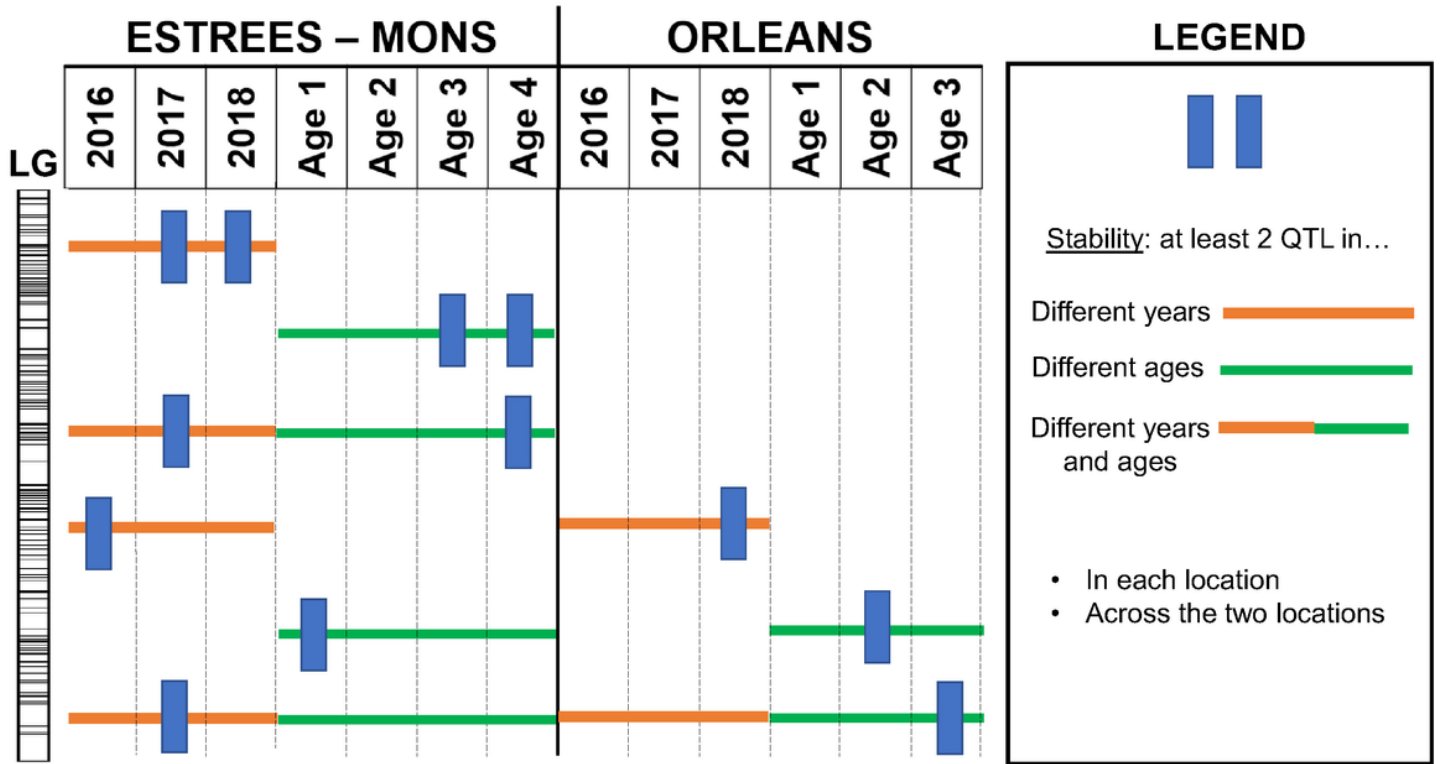 ESTREES – MONS
ORLEANS
LEGEND
LG
2016
2017
2018
Age 1
Age 2
Age 3
Age 4
2016
2017
2018
Age 1
Age 2
Age 3
Stability: at least 2 QTL in…
Different years
Different ages
Different years
and ages
• In each location
• Across the two locations